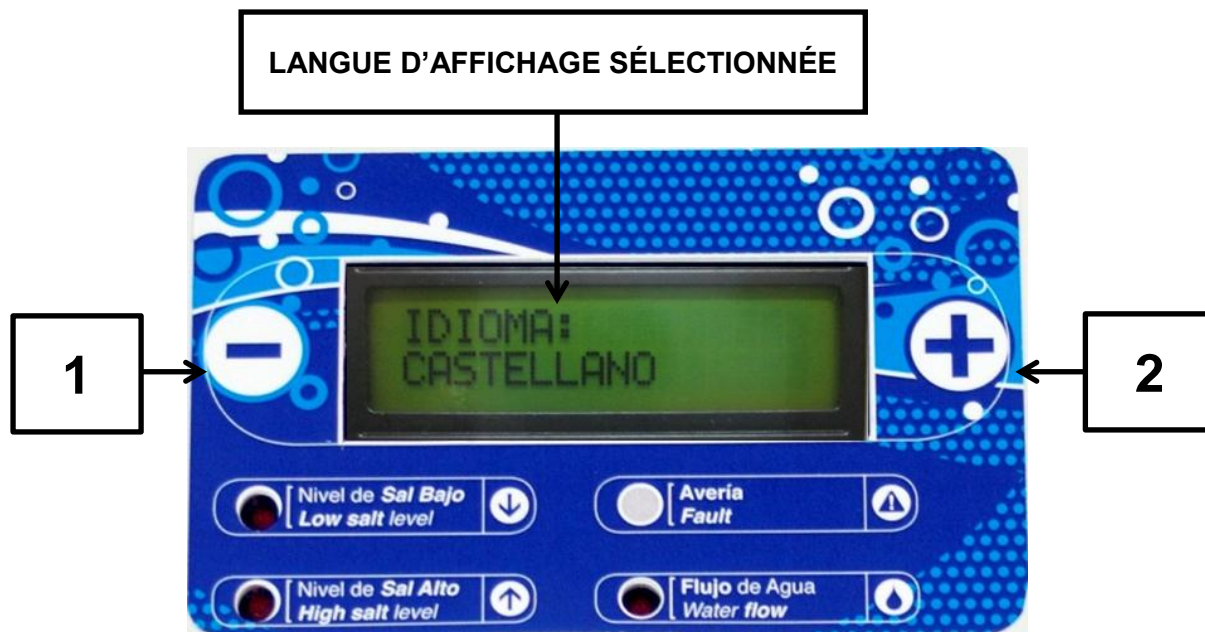 LANGUE D'AFFICHAGE SÉLECTIONNÉE
IDIOMA:
CASTELLANO
1
2
Nivel de Sal Bajo
Low salt level
Avería
Fault
Nivel de Sal Alto
High salt level
Flujo de Agua
Water flow